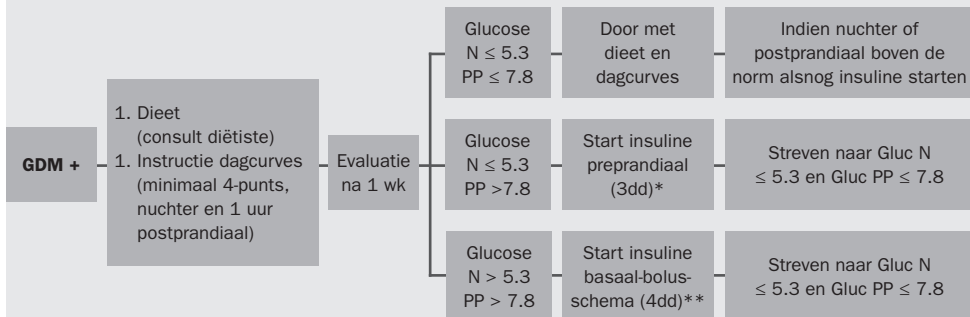 GDM +
1. Dieet
(consult diëtiste)
1. Instructie dagcurves
(minimaal 4-punts,
nuchter en 1 uur
postprandiaal)
Evaluatie
na 1 wk
Glucose
N ≤ 5.3
PP ≤ 7.8
Door met
dieet en
dagcurves
Indien nuchter of
postprandiaal boven de
norm alsnog insuline starten
Glucose
N ≤ 5.3
PP >7.8
Start insuline
preprandiaal
(3dd)*
Streven naar Gluc N
≤ 5.3 en Gluc PP ≤ 7.8
Glucose
N > 5.3
PP > 7.8
Start insuline
basaal-bolus-
schema (4dd)**
Streven naar Gluc N
≤ 5.3 en Gluc PP ≤ 7.8